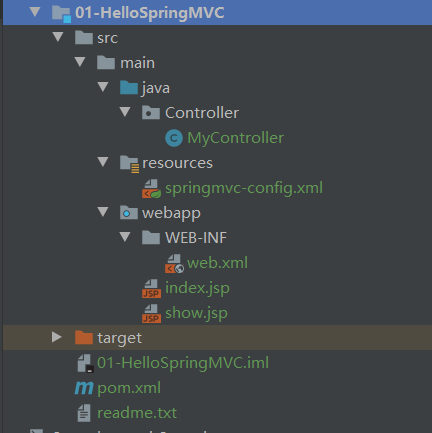 01-HelloSpringMVC
src
main
java
Controller
MyController
resources
springmvc-config.xml
webapp
WEB-INF
web.xml
index.jsp
show.jsp
target
01-HelloSpringMVC.iml
pom.xml
readme.txt